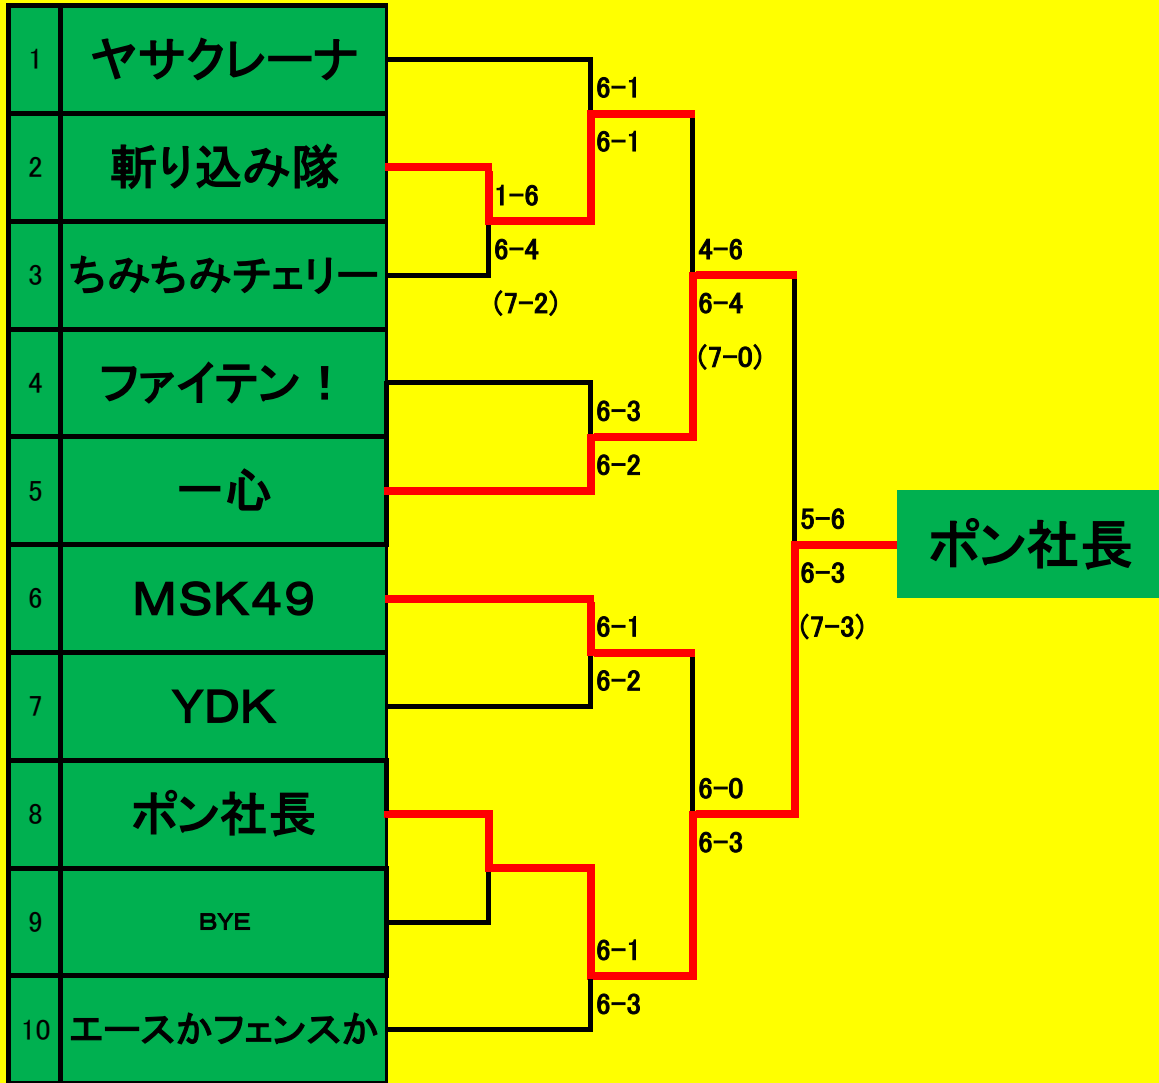 1 ヤサクレーナ
6-1
6-1
2 斬り込み隊
1-6
6-4
(7-2)
3 ちみちみチェリー
4-6
6-4
(7-0)
4 ファイテン！
6-3
6-2
5 一心
5-6
6-3
(7-3)
ポン社長
6 MSK49
6-1
6-2
7 YDK
6-0
6-3
8 ポン社長
9 BYE
6-1
6-3
10 エースかフェンスか